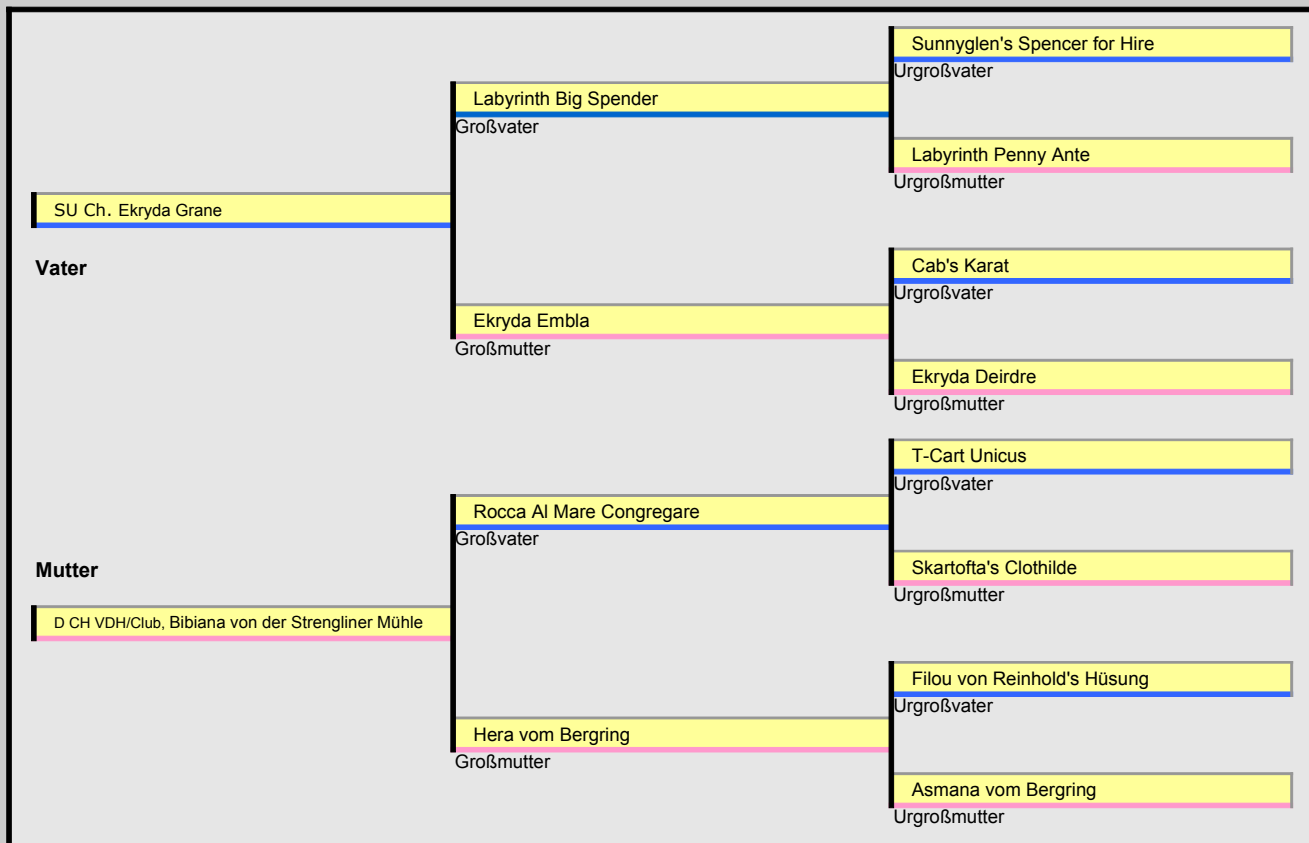 Sunnyglen's Spencer for Hire
Urgroßvater
Labyrinth Big Spender
Großvater
Labyrinth Penny Ante
Urgroßmutter
SU Ch. Ekryda Grane
Vater
Cab's Karat
Urgroßvater
Ekryda Embla
Großmutter
Ekryda Deirdre
Urgroßmutter
T-Cart Unicus
Urgroßvater
Rocca Al Mare Congregare
Großvater
Mutter
Skartofta's Clothilde
Urgroßmutter
D CH VDH/Club, Bibiana von der Strengliner Mühle
Filou von Reinhold's Hüsung
Urgroßvater
Hera vom Bergring
Großmutter
Asmana vom Bergring
Urgroßmutter